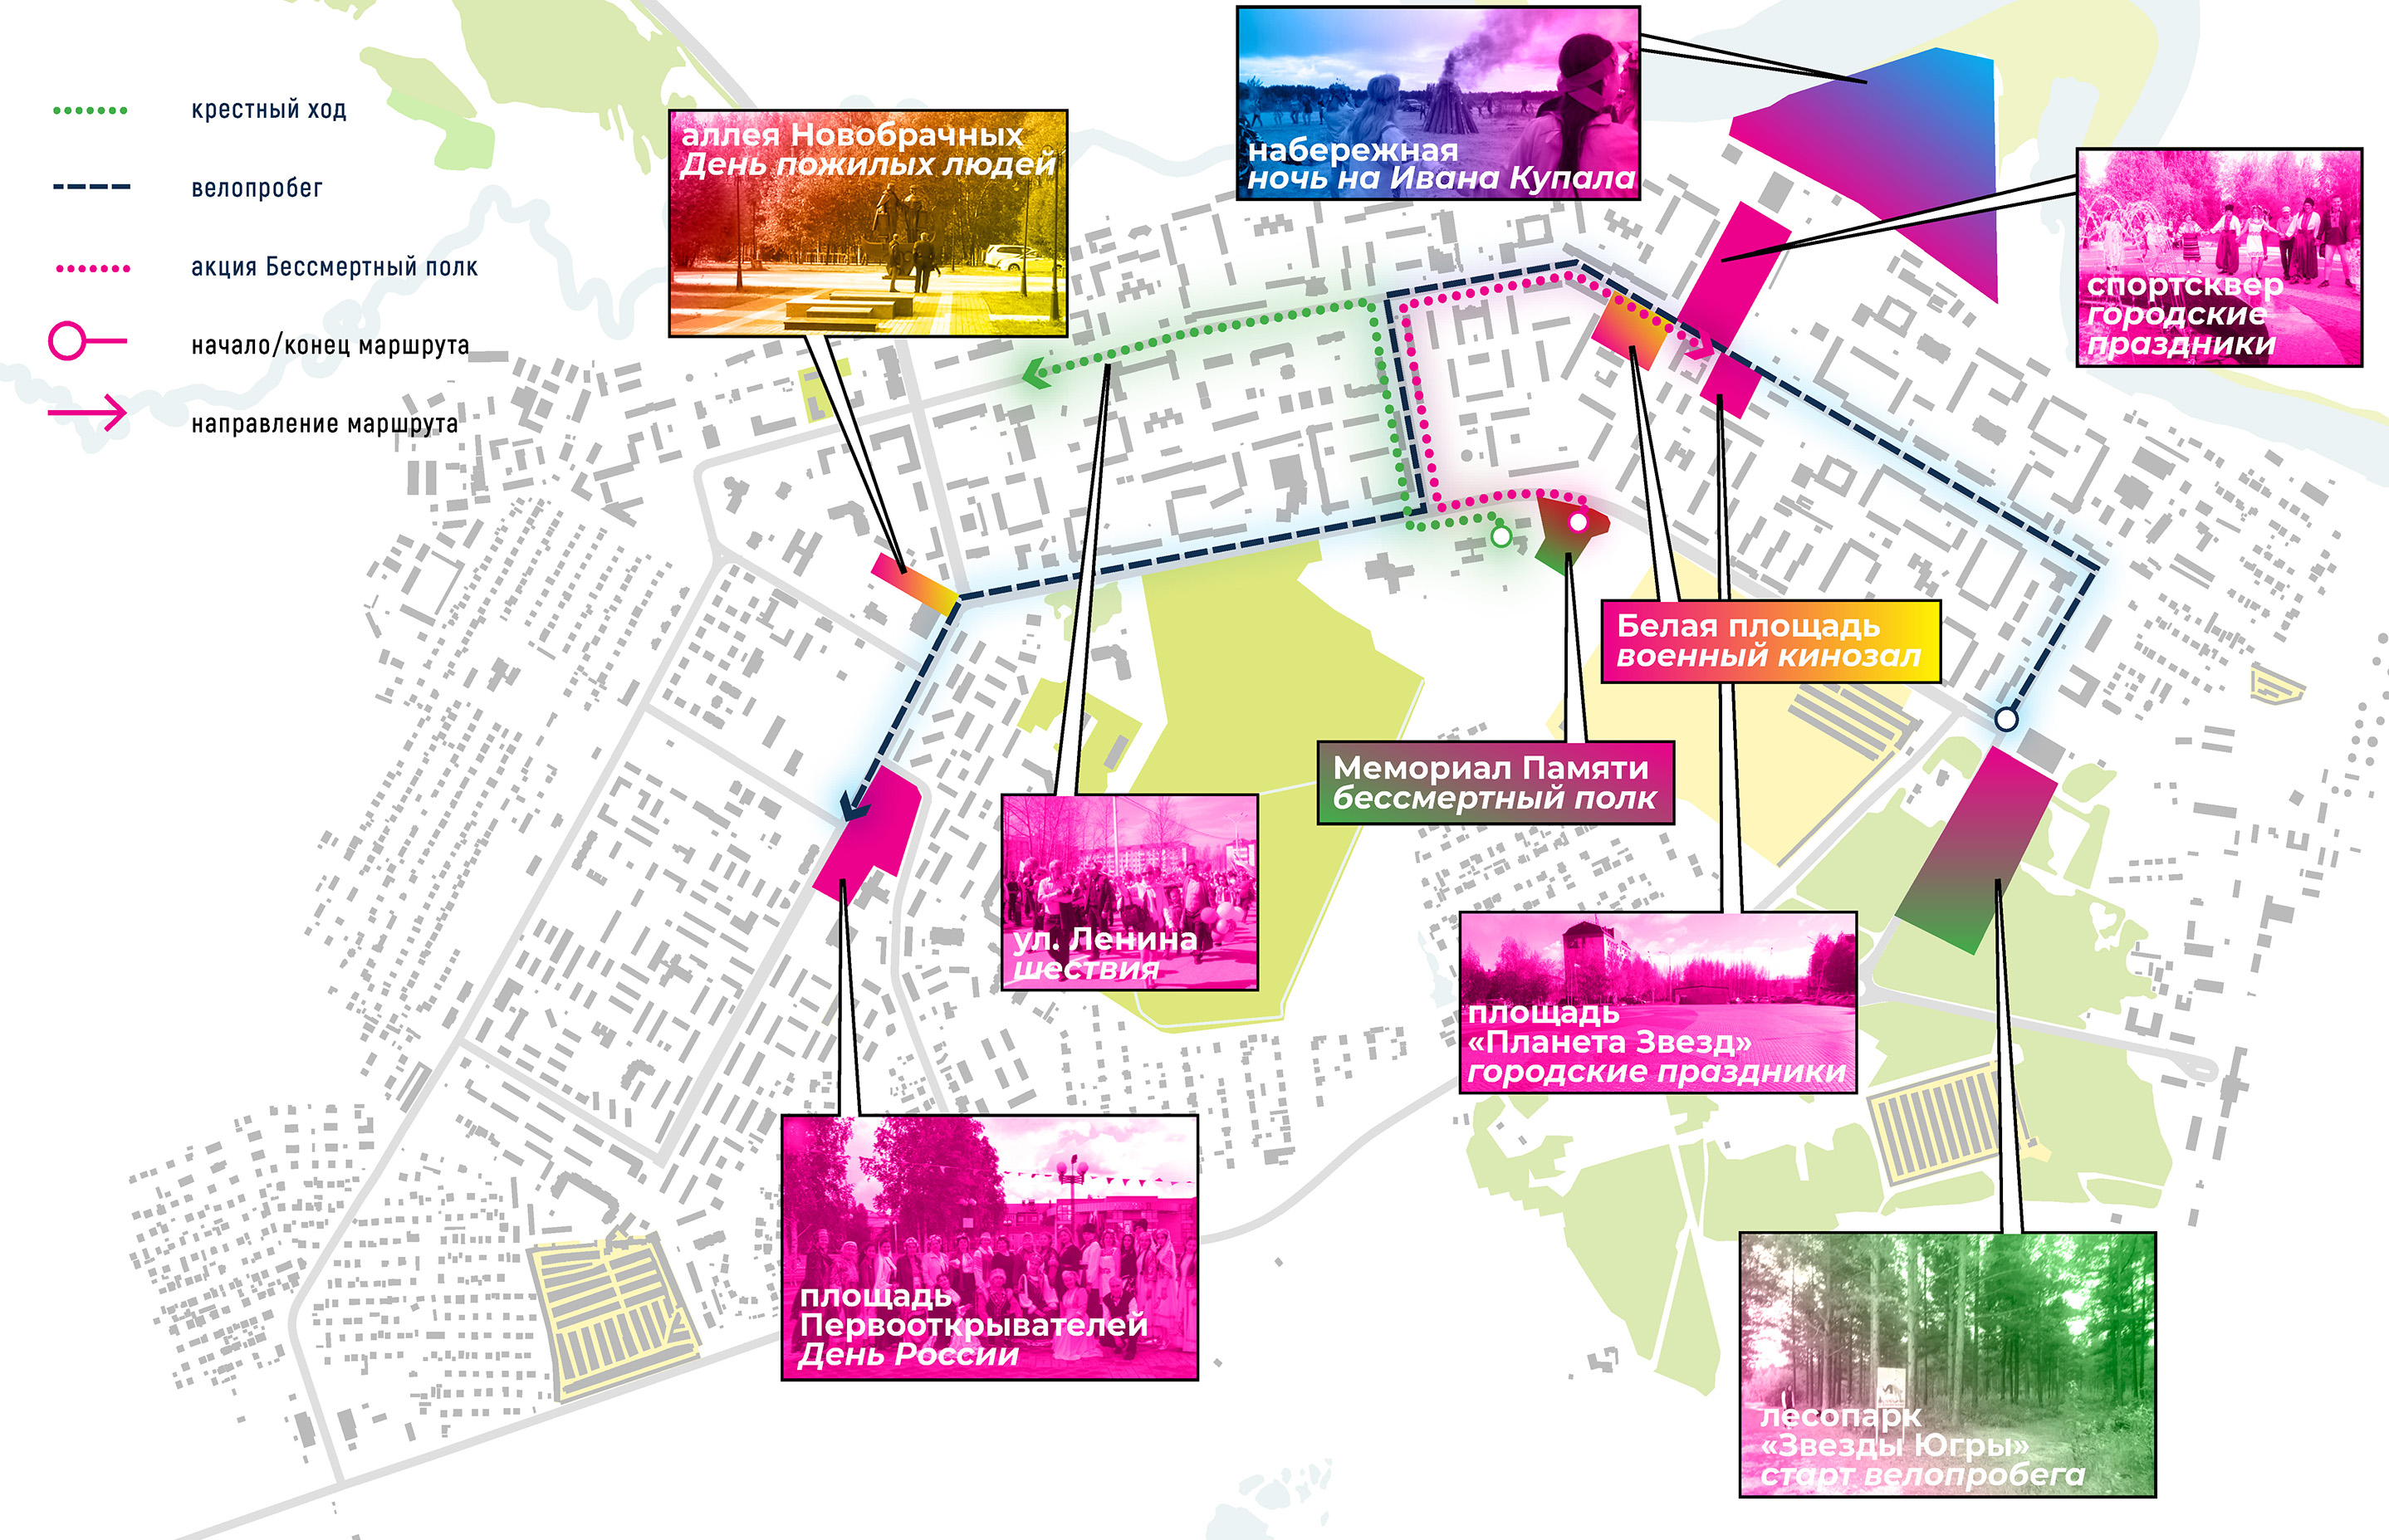 крестный ход
велопробег
акция Бессмертный полк
начало/конец маршрута
направление маршрута
аллея Новобрачных
День пожилых людей
набережная
ночь на Ивана Купала
спортсквер
городские
праздники
Белая площадь
военный кинозал
Мемориал Памяти
бессмертный полк
ул. Ленина
шествия
площадь
«Планета Звезд»
городские праздники
площадь
Первооткрывателей
День России
лесопарк
«Звезды Югры»
старт велопробега